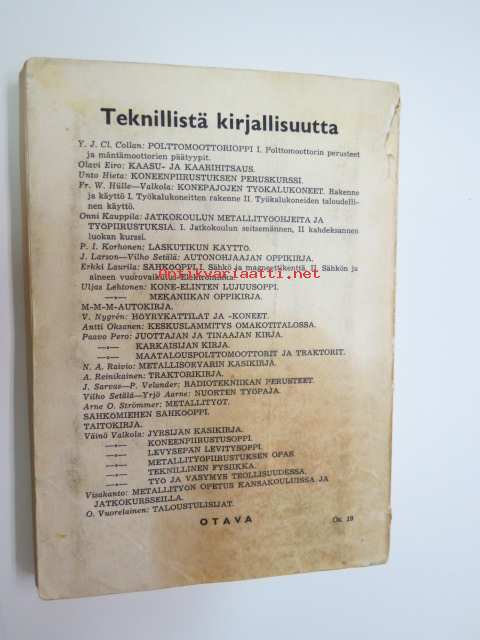 Teknillistä kirjallisuutta
Y. J. Cl. Collan: POLTTOMOOTTORIOPPI I. Polttomoottorin perusteet
ja mäntämoottorien päätyypit.
Olavi Eiro: KAASU- JA KAARIHITSAUS.
Unto Hieta: KONEENPIIRUSTUKSEN PERUSKURSSI.
Fr. W. Hülle—Valkola: KONEPAJOJEN TYÖKALUKONEET. Rakenne
ja käyttö I. Työkalukoneitten rakenne II. Työkalukoneiden taloudelli-
nen käyttö.
Onni Kauppila: JATKOKOULUN METALLITYÖOHJEITA JA
TYÖPIIRUSTUKSIA. I. Jatkokoulun seitsemännen, II kahdeksannen
luokan kurssi.
P. I. Korhonen: LASKUTIKUN KÄYTTÖ.
J. Larson—Vilho Setälä: AUTONOHJAAJAN OPPIKIRJA.
Erkki Laurila: SÄHKÖOPPI I. Sähkö ja magneettikenttä. II. Sähkön ja
aineen vuorovaikutus Elektroniikka.
Uljas Lehtonen: KONE-ELINTEN LUJUUSOPPI.
—»— MEKANIIKAN OPPIKIRJA.
M-M-M-AUTOKIRJA.
V. Nygrén: HÖYRYKATTILAT JA -KONEET.
Antti Oksanen: KESKUSLÄMMITYS OMAKOTITALOSSA.
Paavo Pero: JUOTTAJAN JA TINAAJAN KIRJA.
—»— KARKAISIJAN KIRJA.
—»— MAATALOUSPOLTTOMOOTTORIT JA TRAKTORIT.
N. A. Raivio: METALLISORVARIN KÄSIKIRJA.
A. Reinikainen: TRAKTORIKIRJA.
J. Sarvas—P. Velander: RADIOTEKNIIKAN PERUSTEET.
Vilho Setälä—Yrjö Aarne: NUORTEN TYÖPAJA.
Arne O. Strömmer: METALLITYÖT.
SÄHKÖMIEHEN SÄHKÖOPPI.
TAITOKIRJA.
Väinö Valkola: JYRSIJÄN KÄSIKIRJA.
—»— KONEENPIIRUSTUSOPPI.
—»— LEVYSEPÄN LEVITYSOPPI.
—»— METALLITYÖPIIRUSTUKSEN OPAS
—»— TEKNILLINEN FYSIIKKA.
—»— TYÖ JA VÄSYMYS TEOLLISUUDESSA.
Visakanto: METALLITYÖN OPETUS KANSAKOULUISSA JA
JATKOKURSSEILLA.
O. Vuorelainen: TALOUSTULISIJAT.
OTAVA